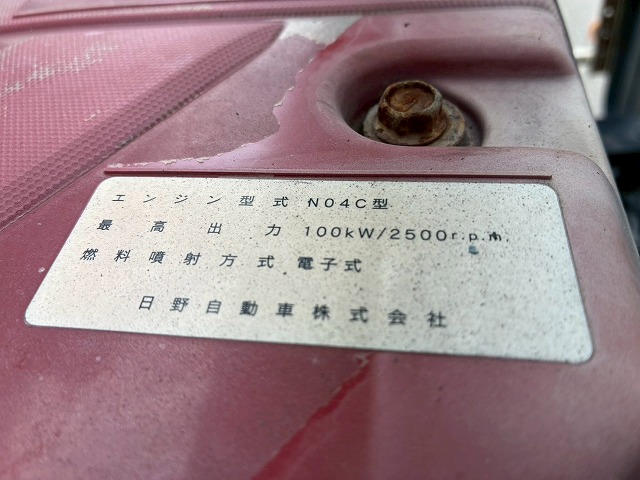 エンジン型式 N04C型
最高出力 100kW/2500r.p.m.
燃料噴射方式 電子式
日野自動車株式会社